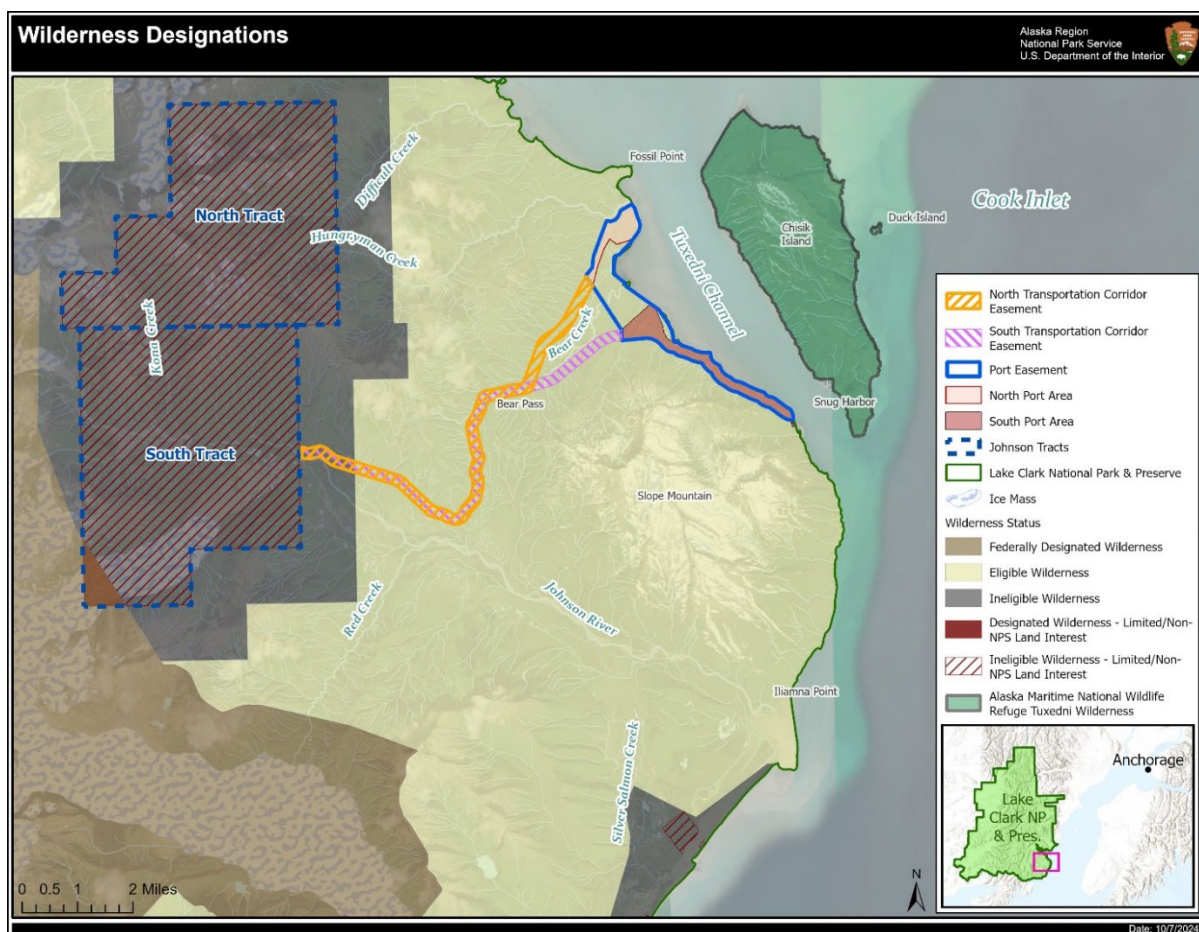 Wilderness Designations
Alaska Region
National Park Service
U.S. Department of the Interior
Fossil Point
Difficult Creek
North Tract
Hungryman Creek
Kona Creek
Tuxedni Channel
Chisik
Island
Duck Island
Cook Inlet
Bear Creek
Bear Pass
Snug Harbor
South Tract
Slope Mountain
Red Creek
Johnson River
Iliamna Point
Silver Salmon Creek
North Transportation Corridor
Easement
South Transportation Corridor
Easement
Port Easement
North Port Area
South Port Area
Johnson Tracts
Lake Clark National Park & Preserve
Ice Mass
Wilderness Status
Federally Designated Wilderness
Eligible Wilderness
Ineligible Wilderness
Designated Wilderness - Limited/Non-
NPS Land Interest
Ineligible Wilderness - Limited/Non-
NPS Land Interest
Alaska Maritime National Wildlife
Refuge Tuxedni Wilderness
Anchorage
Lake
Clark NP
& Pres.
0 0.5 1 2 Miles
N
Date: 10/7/2024